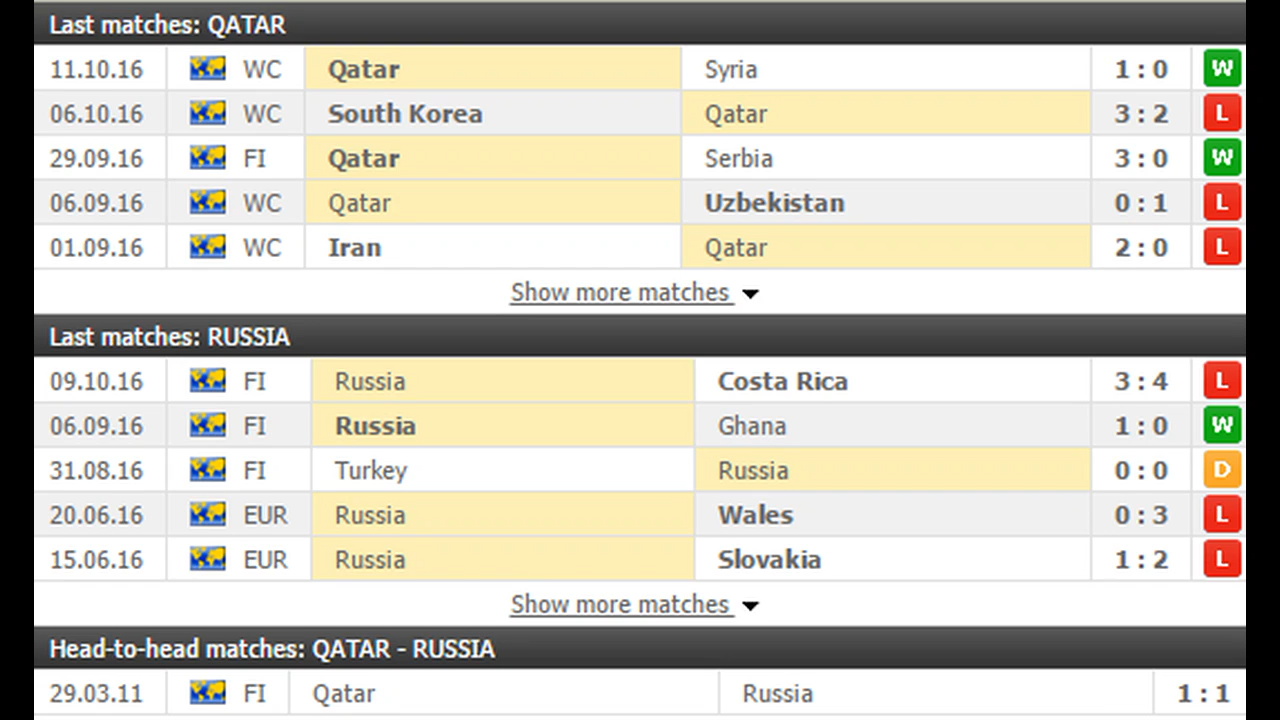 Last matches: QATAR
11.10.16 WC Qatar Syria 1 : 0 W
06.10.16 WC South Korea Qatar 3 : 2 L
29.09.16 FI Qatar Serbia 3 : 0 W
06.09.16 WC Qatar Uzbekistan 0 : 1 L
01.09.16 WC Iran Qatar 2 : 0 L
Show more matches
Last matches: RUSSIA
09.10.16 FI Russia Costa Rica 3 : 4 L
06.09.16 FI Russia Ghana 1 : 0 W
31.08.16 FI Turkey Russia 0 : 0 D
20.06.16 EUR Russia Wales 0 : 3 L
15.06.16 EUR Russia Slovakia 1 : 2 L
Show more matches
Head-to-head matches: QATAR - RUSSIA
29.03.11 FI Qatar Russia 1 : 1